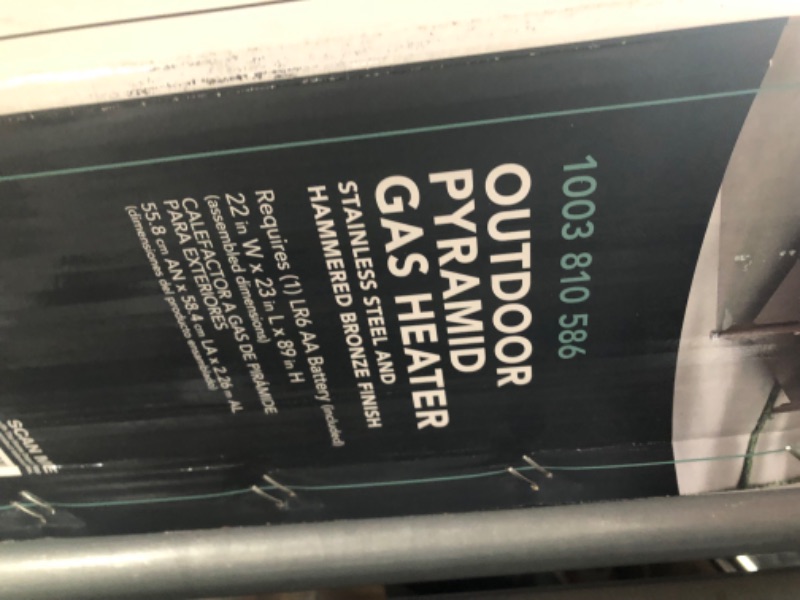 1003 810 586
OUTDOOR
PYRAMID
GAS HEATER
STAINLESS STEEL AND
HAMMERED BRONZE FINISH
Requires (1) LR6 AA Battery (included)
22 in W x 23 in L x 89 in H
(assembled dimensions)
CALEFACTOR A GAS DE PIRÁMIDE
PARA EXTERIORES
55.8 cm AN x 58.4 cm LA x 2.26 m AL
(dimensiones del producto ensamblado)
SCAN ME